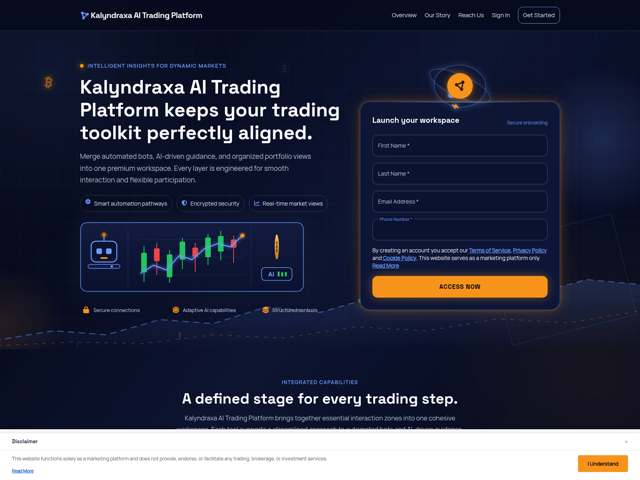 Kalyndraxa AI Trading Platform
Overview Our Story Reach Us Sign In Get Started
INTELLIGENT INSIGHTS FOR DYNAMIC MARKETS
Kalyndraxa AI Trading
Platform keeps your trading
toolkit perfectly aligned.
Merge automated bots, AI-driven guidance, and organized portfolio views
into one premium workspace. Every layer is engineered for smooth
interaction and flexible participation.
Smart automation pathways Encrypted security Real-time market views
AI
Secure connections Adaptive AI capabilities
Launch your workspace
Secure onboarding
First Name *
Last Name *
Email Address *
Phone Number *
By creating an account you accept our Terms of Service, Privacy Policy
and Cookie Policy. This website serves as a marketing platform only
Read More
ACCESS NOW
INTEGRATED CAPABILITIES
A defined stage for every trading step.
Kalyndraxa AI Trading Platform brings together essential interaction zones into one cohesive
Disclaimer
×
This website functions solely as a marketing platform and does not provide, endorse, or facilitate any trading, brokerage, or investment services.
Read More
I Understand